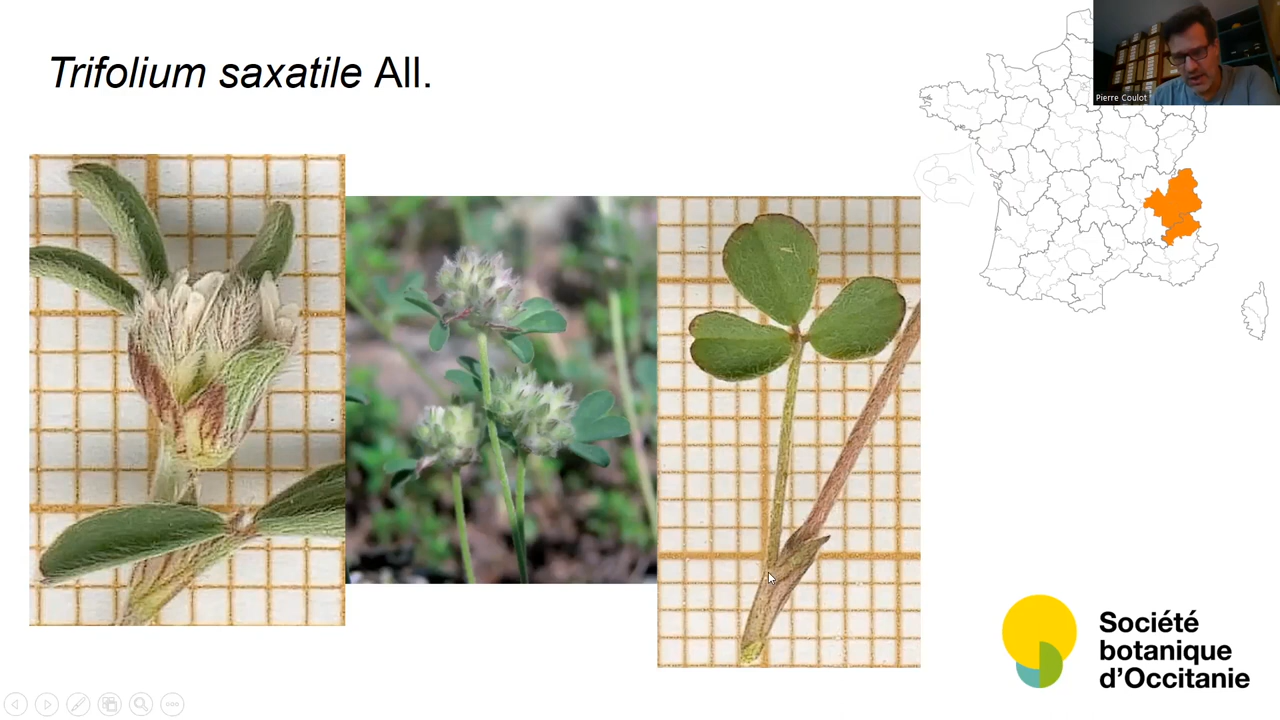 Trifolium saxatile All.
Pierre Coulot
Société
botanique
d'Occitanie